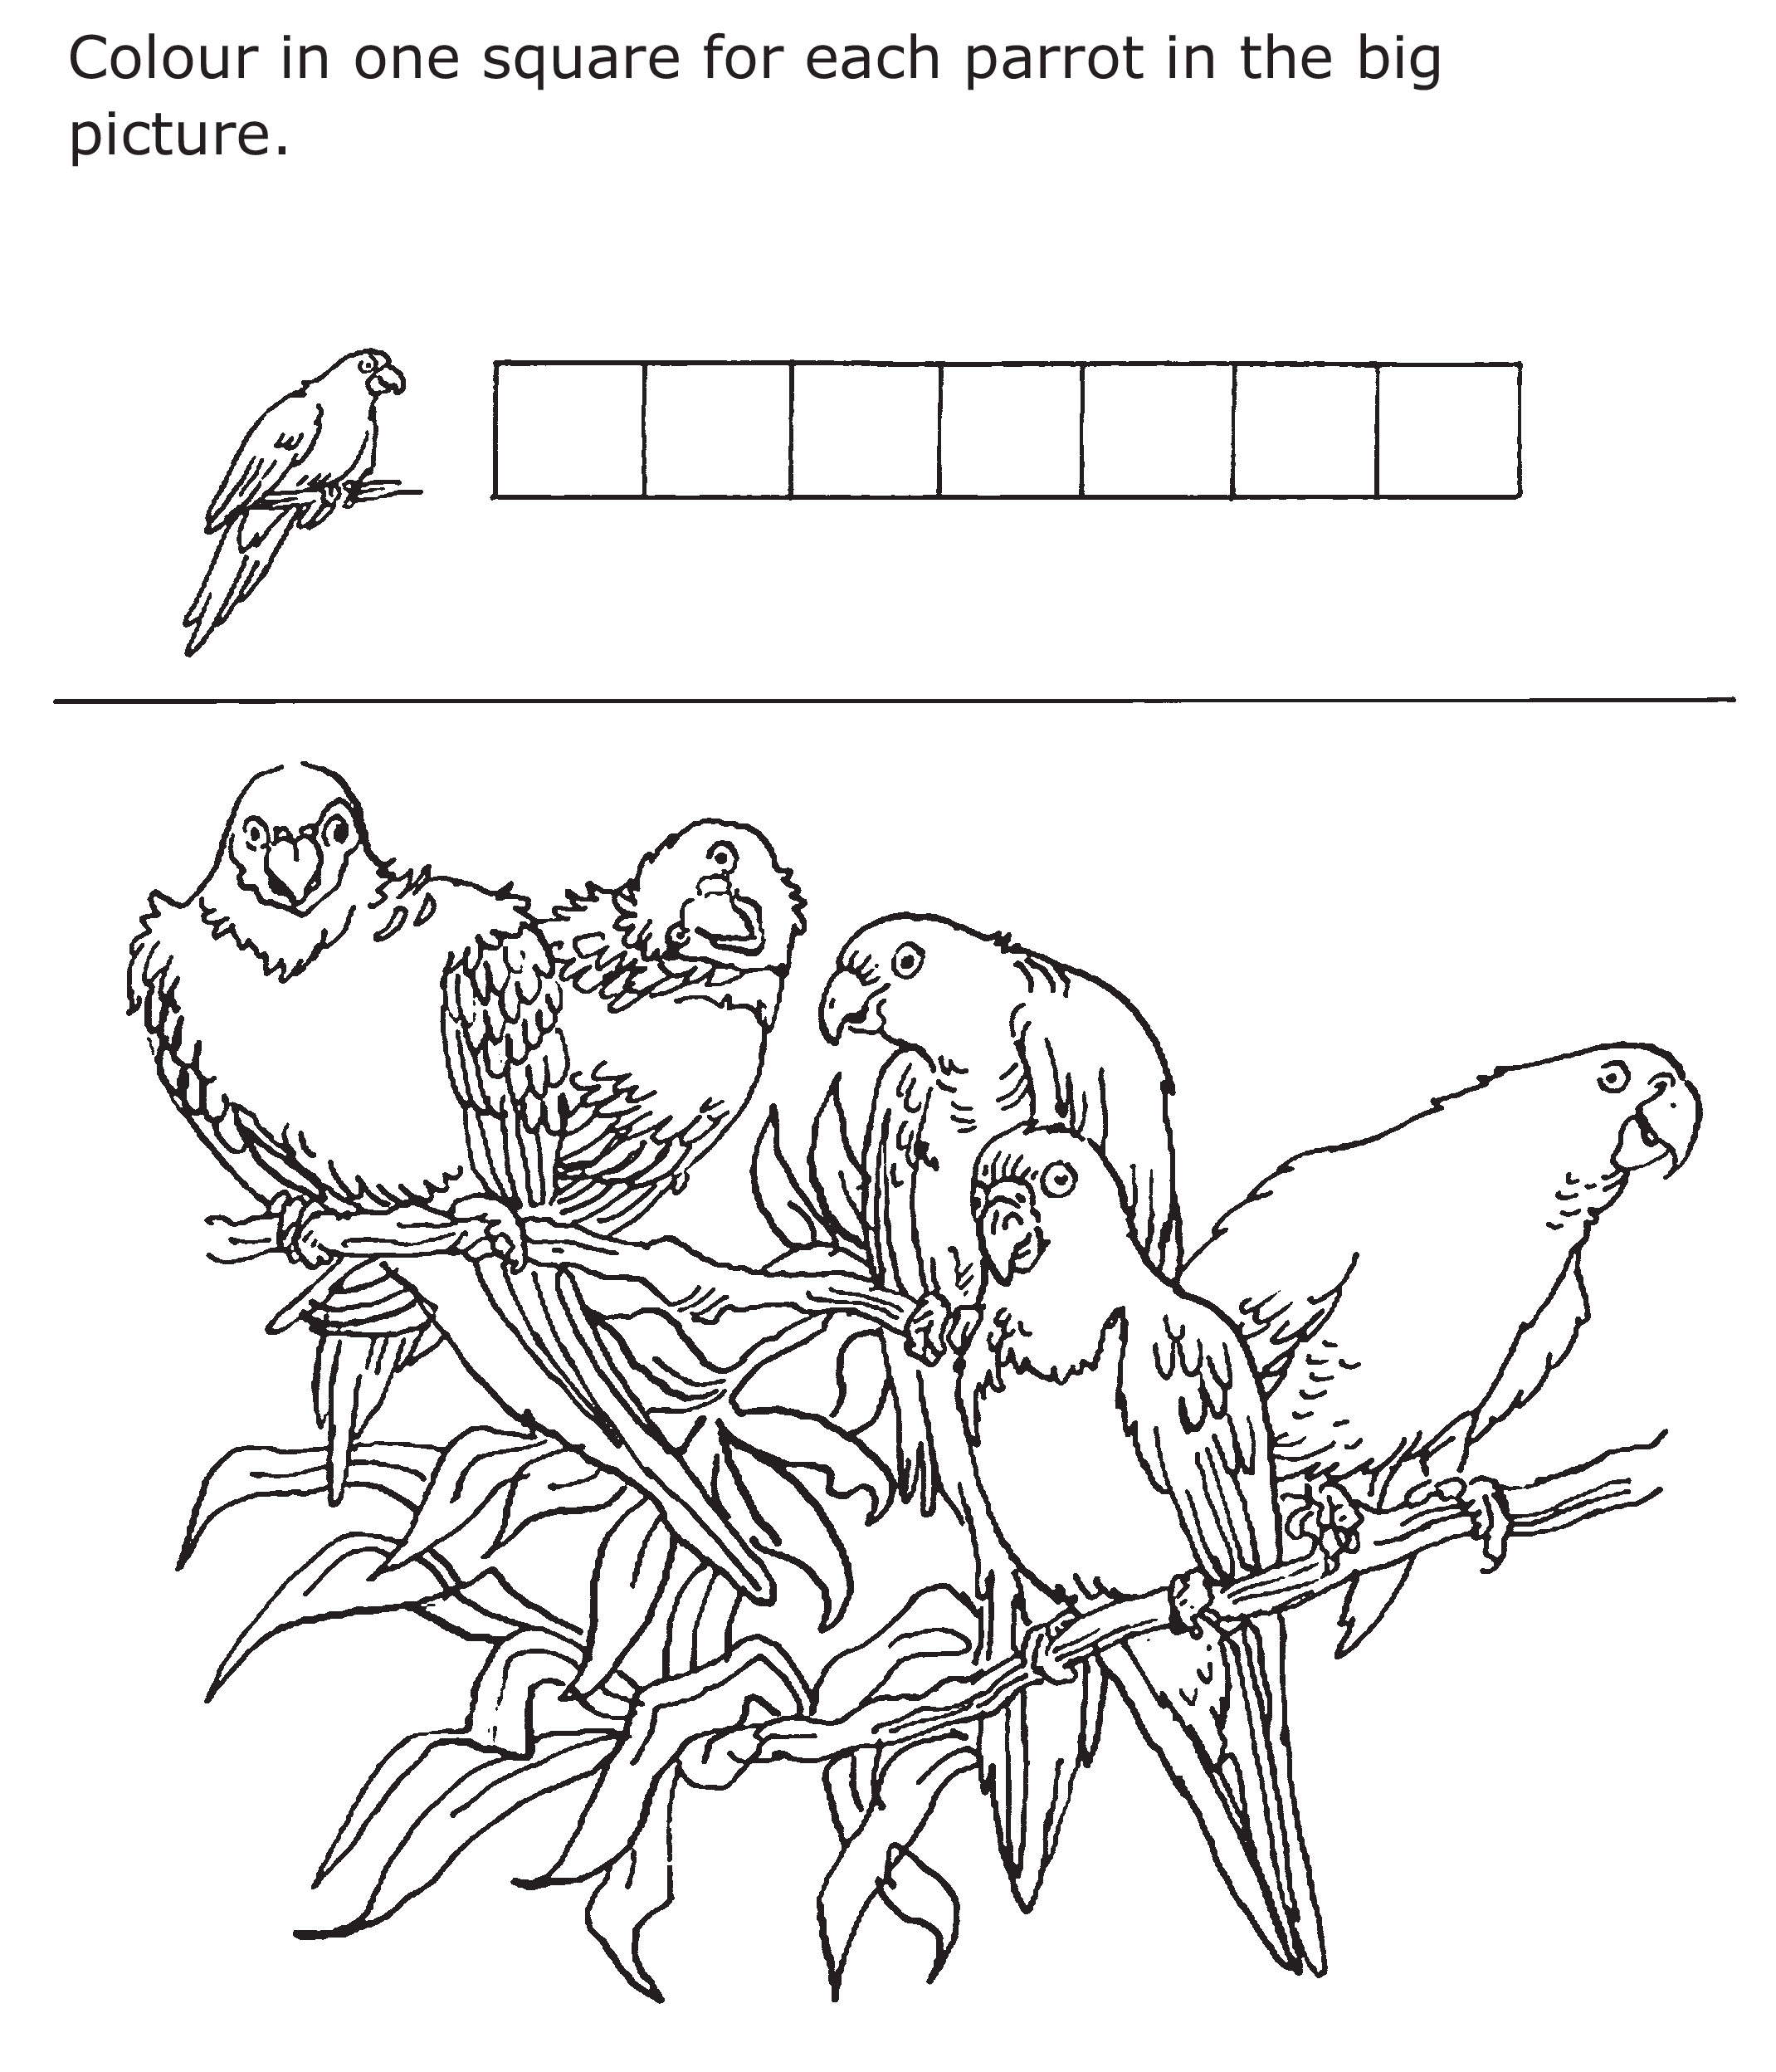 Colour in one square for each parrot in the big
picture.